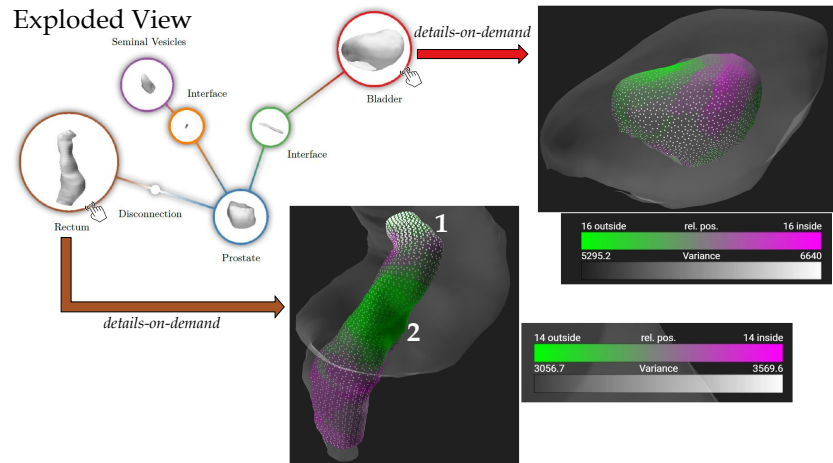 Exploded View
Seminal Vesicles
details-on-demand
Interface
Bladder
Interface
Disconnection
Rectum
Prostate
details-on-demand
1
2
16 outside rel. pos. 16 inside
5295.2 Variance 6640
14 outside rel. pos. 14 inside
3056.7 Variance 3569.6